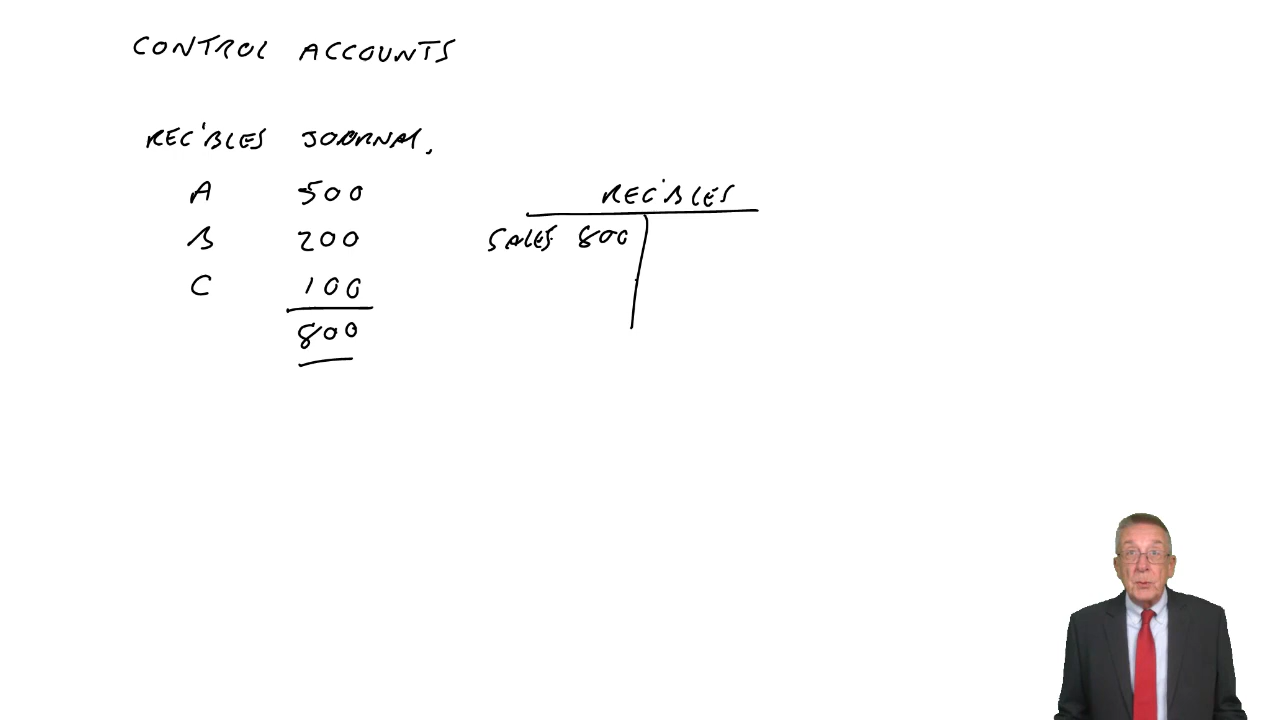 CONTROL ACCOUNTS
REC'BLES JOURNAL.
A 500
B 200
C 100
800
REC'BLES
SALES 800